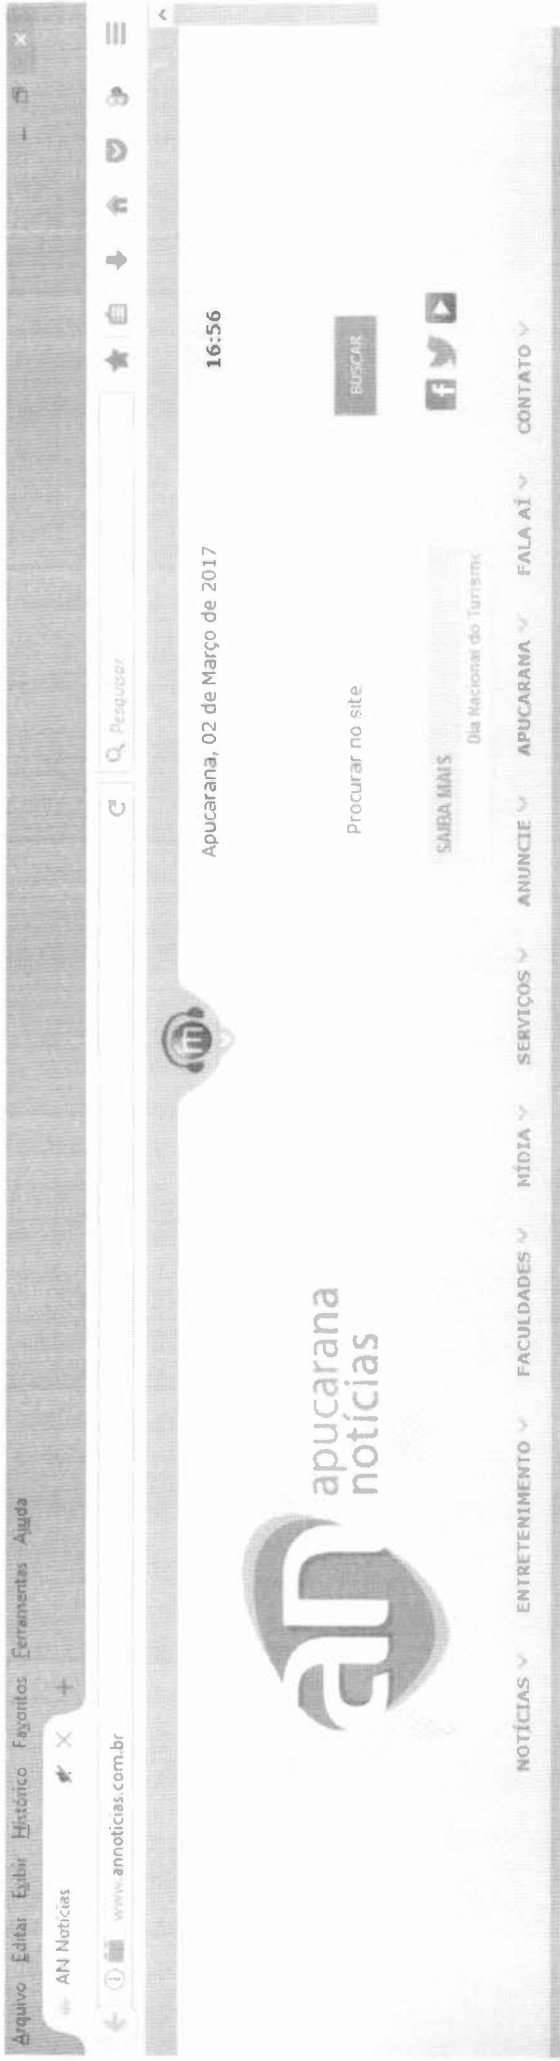 Arquivo Editar Exibir Histórico Favoritos Ferramentas Ajuda
AN Notícias
www.annoticias.com.br
Pesquisar
Apucarana, 02 de Março de 2017
16:56
an
apucarana
notícias
Procurar no site
BUSCAR
SAIBA MAIS
Dia Nacional do Turismo
NOTÍCIAS ENTRETENIMENTO FACULDADES MÍDIA SERVIÇOS ANUNCIE APUCARANA FALA AÍ CONTATO